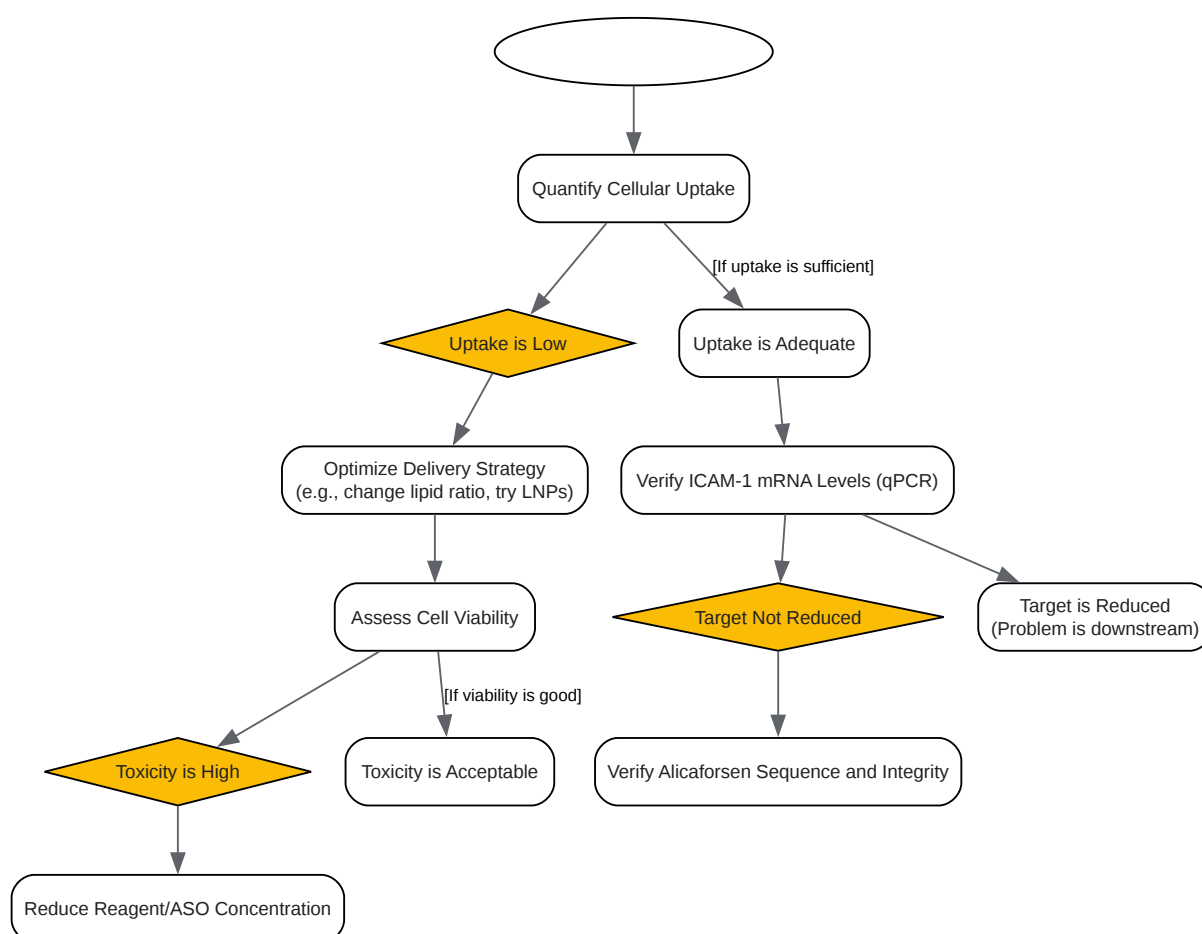 Quantify Cellular Uptake
[If uptake is sufficient]
Uptake is Low
Uptake is Adequate
Optimize Delivery Strategy
(e.g., change lipid ratio, try LNPs)
Verify ICAM-1 mRNA Levels (qPCR)
Assess Cell Viability
Target Not Reduced
Target is Reduced
(Problem is downstream)
[If viability is good]
Toxicity is High
Toxicity is Acceptable
Verify Alicaforsen Sequence and Integrity
Reduce Reagent/ASO Concentration